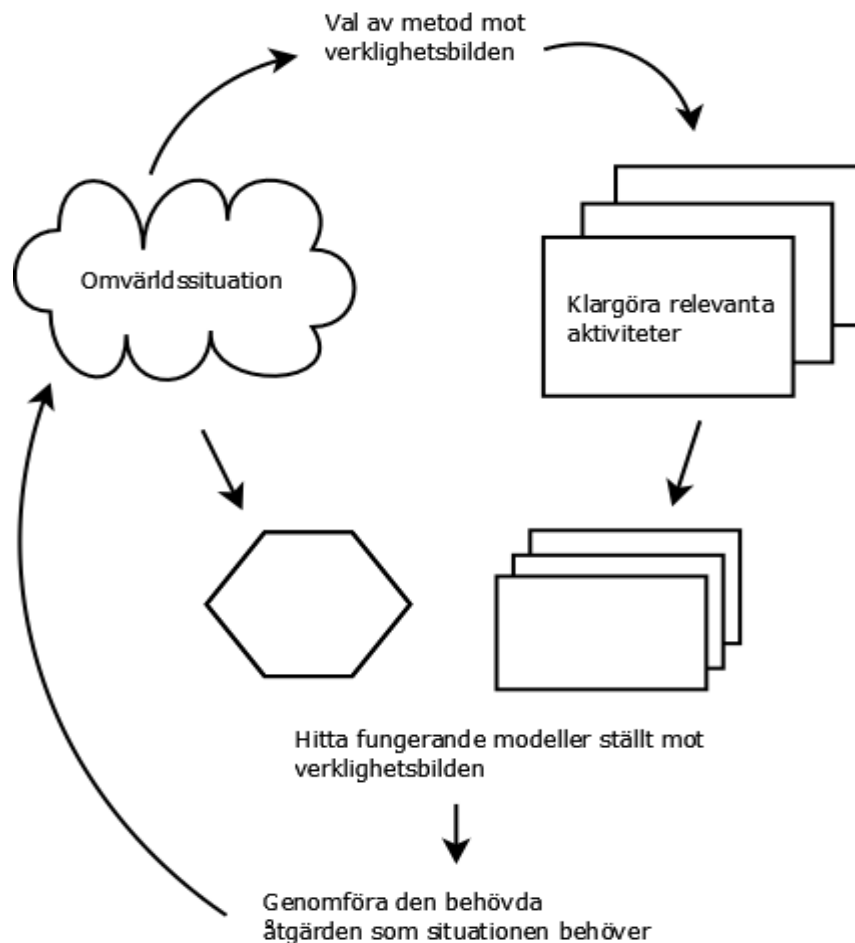 Val av metod mot
verklighetsbilden
Omvärldssituation
Klargöra relevanta
aktiviteter
Hitta fungerande modeller ställt mot
verklighetsbilden
Genomföra den behövda
åtgärden som situationen behöver